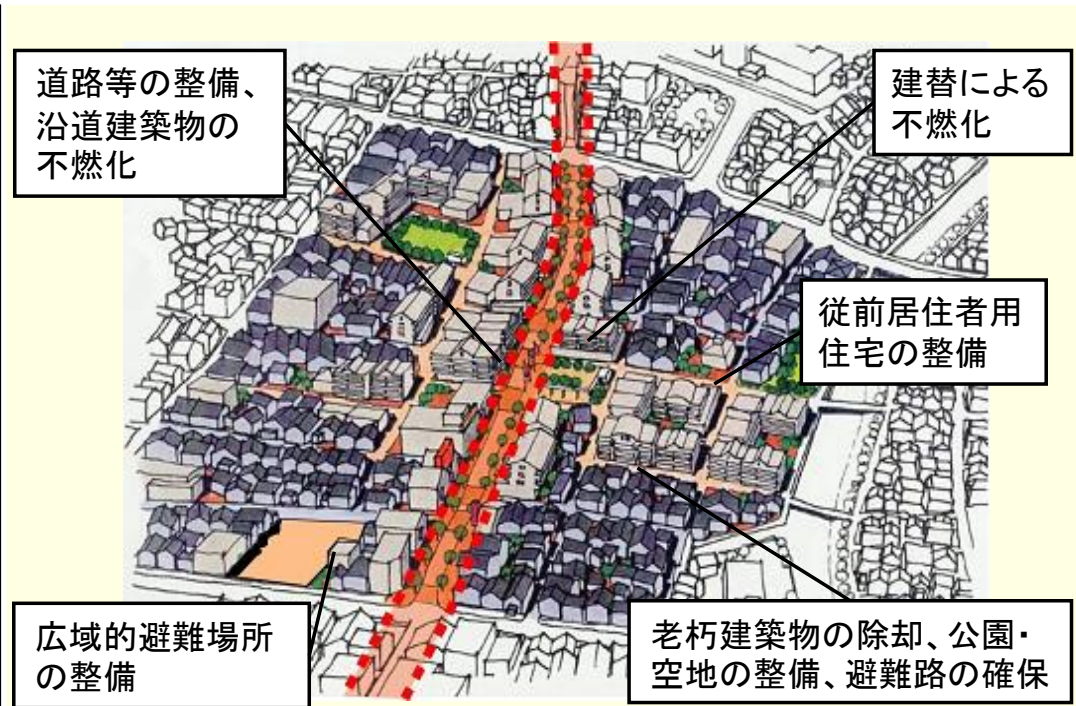 道路等の整備、
沿道建築物の
不燃化
建替による
不燃化
従前居住者用
住宅の整備
広域的避難場所
の整備
老朽建築物の除却、公園・
空地の整備、避難路の確保